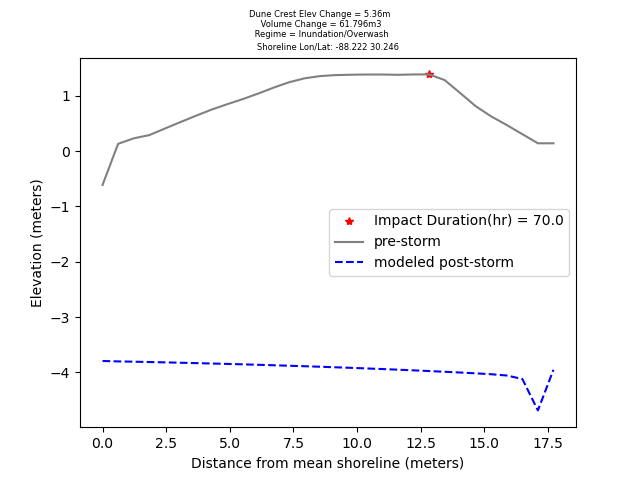 Dune Crest Elev Change = 5.36m
Volume Change = 61.796m3
Regime = Inundation/Overwash
Shoreline Lon/Lat: -88.222 30.246
Elevation (meters)
1
0
−1
−2
−3
−4
Impact Duration(hr) = 70.0
pre-storm
modeled post-storm
0.0 2.5 5.0 7.5 10.0 12.5 15.0 17.5
Distance from mean shoreline (meters)